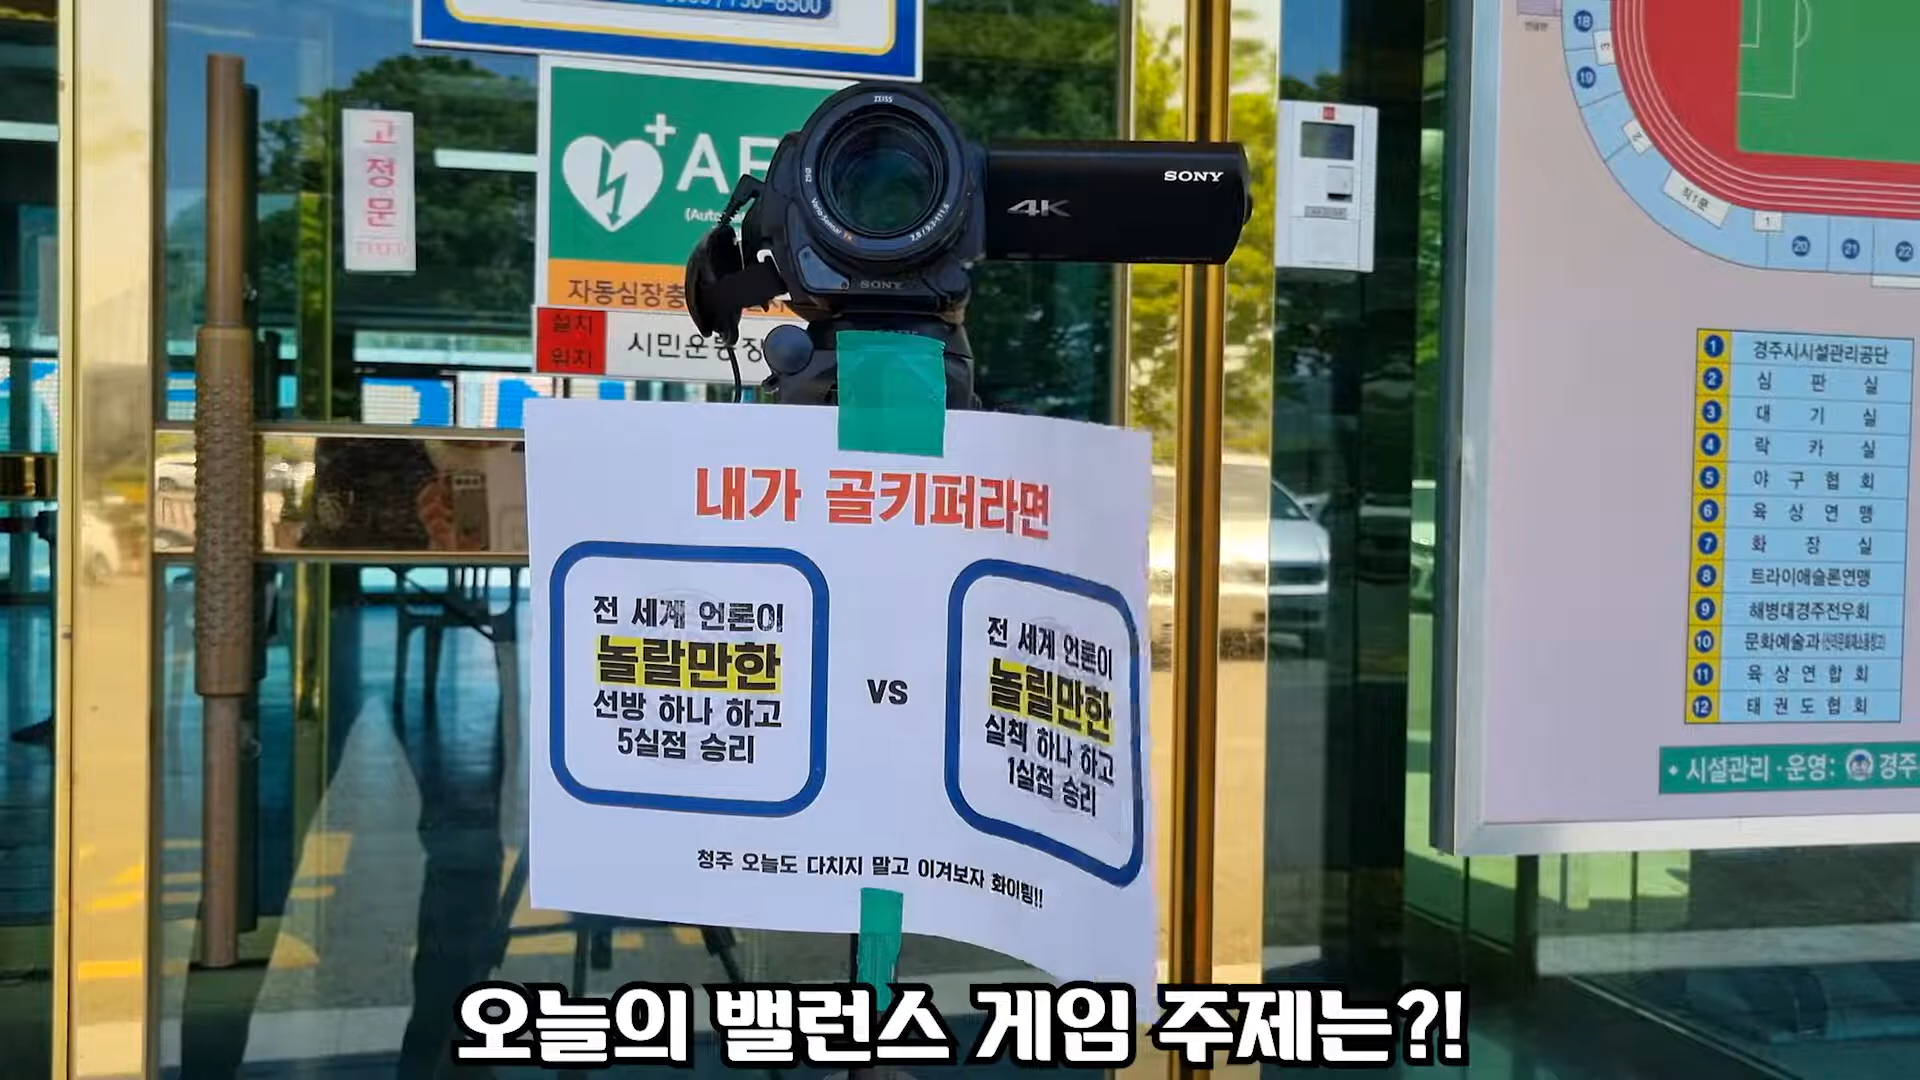 고정문
AE
자동심장충
설치
위치
시민운동장
ZEISS
SONY
4K
SONY
내가 골키퍼라면
전 세계 언론이
놀랄만한
선방 하나 하고
5실점 승리
vs
전 세계 언론이
놀릴만한
실책 하나 하고
1실점 승리
청주 오늘도 다치지 말고 이겨보자 화이팅!!
18
19
20
21
22
1
1 경주시시설관리공단
2 심판실
3 대기실
4 락카실
5 야구협회
6 육상연맹
7 화장실
8 트라이애슬론연맹
9 해병대경주전우회
10 문화예술과
11 육상연합회
12 태권도협회
시설관리·운영: 경주
오늘의 밸런스 게임 주제는?!